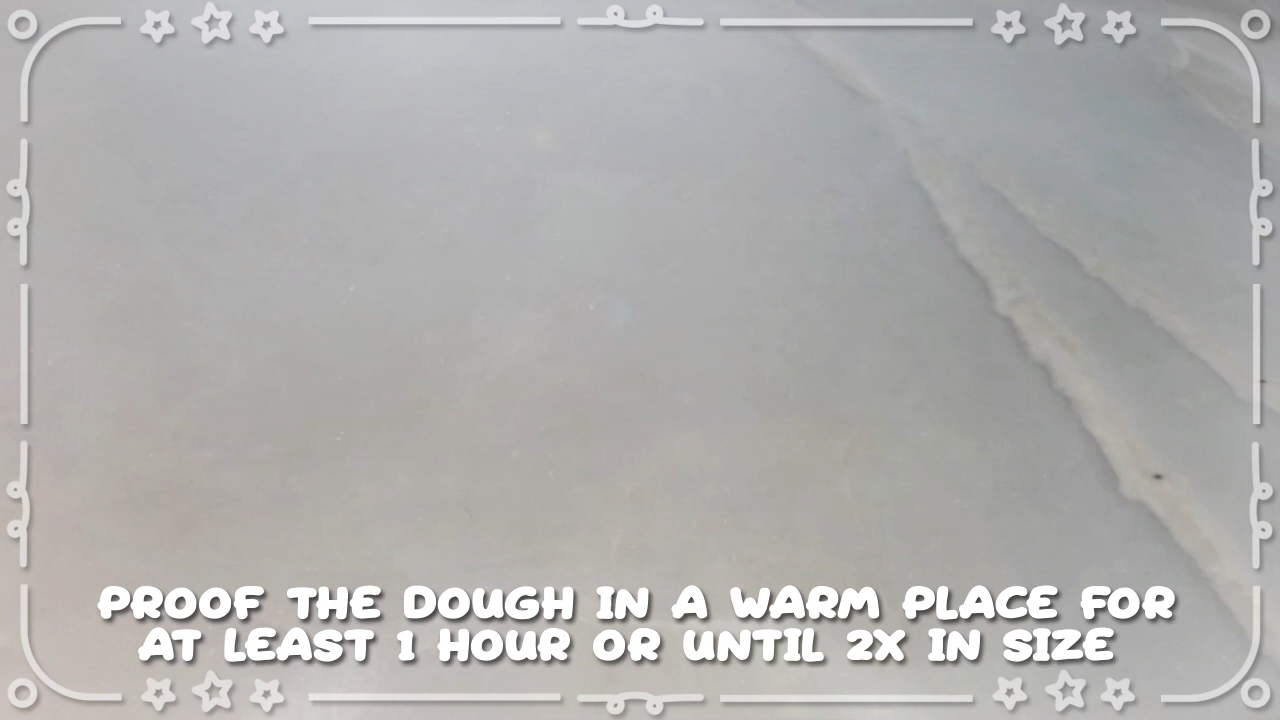 PROOF THE DOUGH IN A WARM PLACE FOR
AT LEAST 1 HOUR OR UNTIL 2X IN SIZE